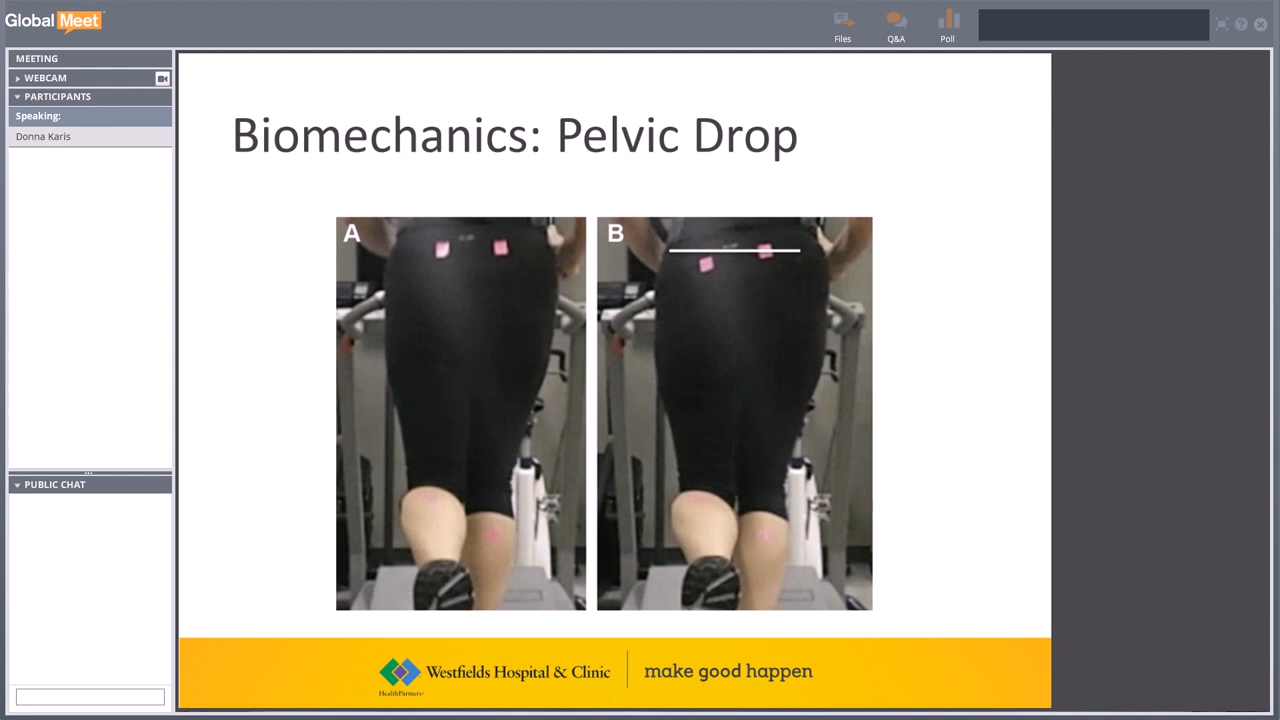 Global Meet
Files
Q&A
Poll
MEETING
WEBCAM
PARTICIPANTS
Speaking:
Donna Karis
PUBLIC CHAT
Biomechanics: Pelvic Drop
A
B
Westfields Hospital & Clinic
HealthPartners
make good happen